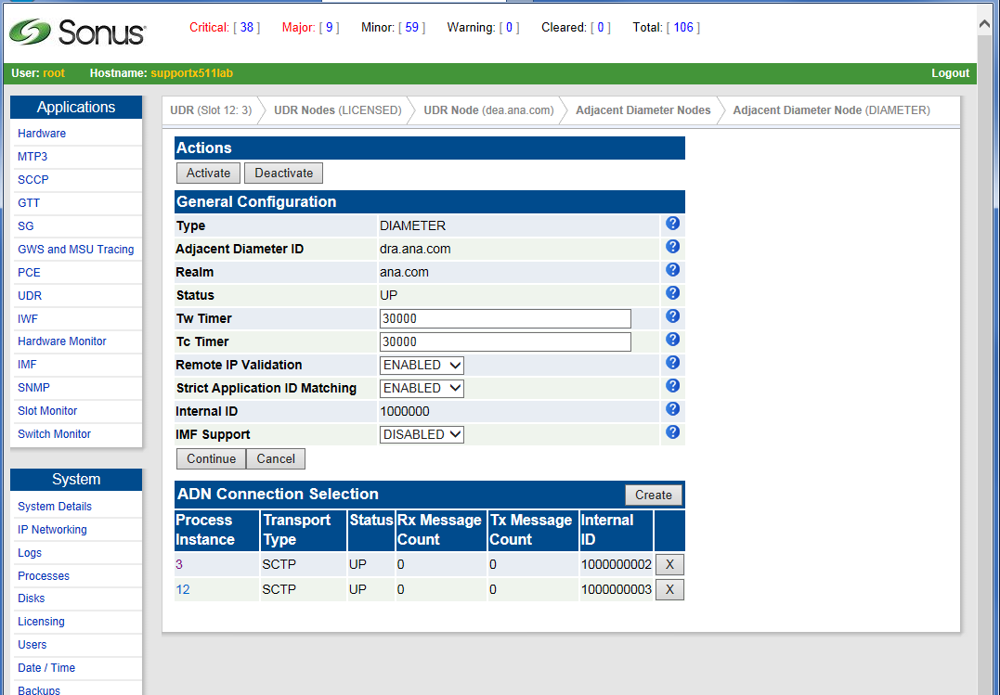 Sonus Critical: [ 38 ] Major: [ 9 ] Minor: [ 59 ] Warning: [ 0 ] Cleared: [ 0 ] Total: [ 106 ]
User: root Hostname: supportx511lab Logout
Applications
Hardware
MTP3
SCCP
GTT
SG
GWS and MSU Tracing
PCE
UDR
IWF
Hardware Monitor
IMF
SNMP
Slot Monitor
Switch Monitor
System
System Details
IP Networking
Logs
Processes
Disks
Licensing
Users
Date / Time
Backups
UDR (Slot 12: 3) UDR Nodes (LICENSED) UDR Node (dea.ana.com) Adjacent Diameter Nodes Adjacent Diameter Node (DIAMETER)
Actions
Activate Deactivate
General Configuration
Type DIAMETER ?
Adjacent Diameter ID dra.ana.com ?
Realm ana.com ?
Status UP ?
Tw Timer 30000 ?
Tc Timer 30000 ?
Remote IP Validation ENABLED ?
Strict Application ID Matching ENABLED ?
Internal ID 1000000 ?
IMF Support DISABLED ?
Continue Cancel
ADN Connection Selection Create
Process Transport Status Rx Message Tx Message Internal
Instance Type Count Count ID
3 SCTP UP 0 0 1000000002 X
12 SCTP UP 0 0 1000000003 X